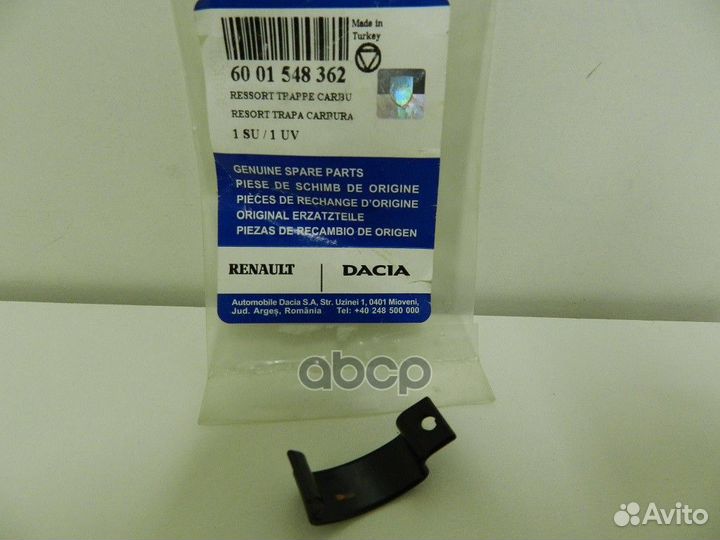 Made in
Turkey
60 01 548 362
RESSORT TRAPPE CARBU
RESORT TRAPA CARBURA
1 SU / 1 UV
GENUINE SPARE PARTS
PIESE DE SCHIMB DE ORIGINE
PIÈCES DE RECHANGE D'ORIGINE
ORIGINAL ERZATZTEILE
PIEZAS DE RECAMBIO DE ORIGEN
RENAULT | DACIA
Automobile Dacia S.A, Str. Uzinei 1, 0401 Mioveni,
Jud. Argeș, România Tel: +40 248 500 000
abcp
Avito